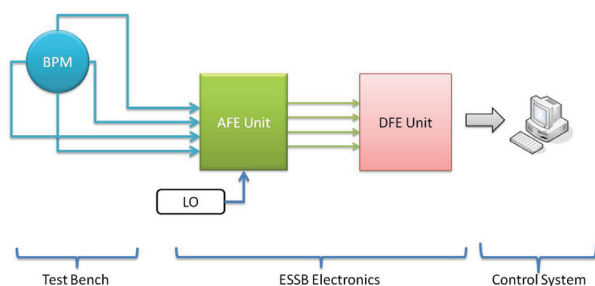 BPM
AFE Unit
DFE Unit
LO
Test Bench
ESSB Electronics
Control System